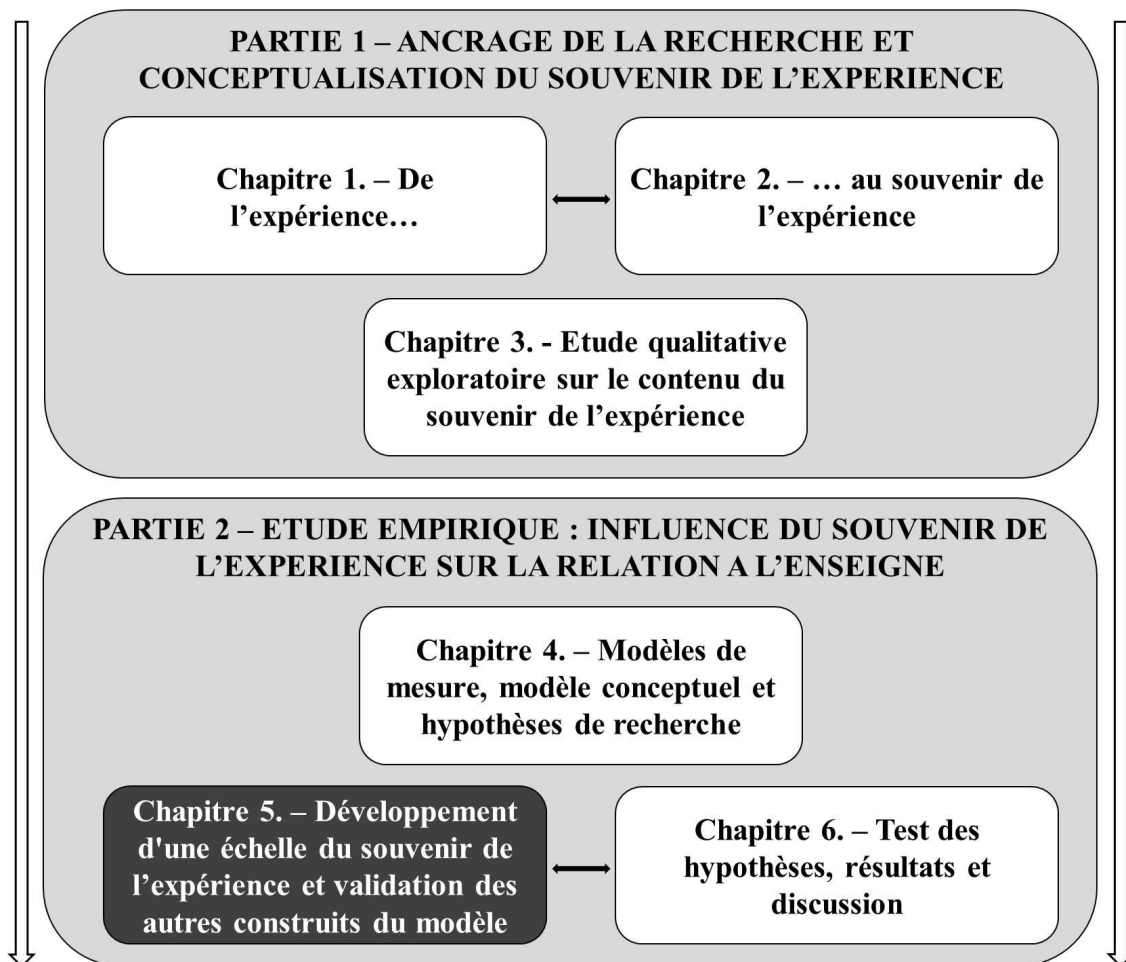 PARTIE 1 – ANCRAGE DE LA RECHERCHE ET
CONCEPTUALISATION DU SOUVENIR DE L’EXPERIENCE
Chapitre 1. – De
l’expérience…
Chapitre 2. – … au souvenir de
l’expérience
Chapitre 3. - Etude qualitative
exploratoire sur le contenu du
souvenir de l’expérience
PARTIE 2 – ETUDE EMPIRIQUE : INFLUENCE DU SOUVENIR DE
L’EXPERIENCE SUR LA RELATION A L’ENSEIGNE
Chapitre 4. – Modèles de
mesure, modèle conceptuel et
hypothèses de recherche
Chapitre 5. – Développement
d'une échelle du souvenir de
l’expérience et validation des
autres construits du modèle
Chapitre 6. – Test des
hypothèses, résultats et
discussion